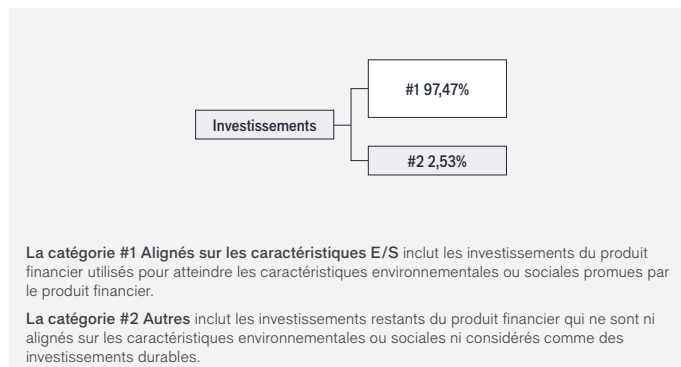 #1 97,47%
Investissements
#2 2,53%
La catégorie #1 Alignés sur les caractéristiques E/S inclut les investissements du produit
financier utilisés pour atteindre les caractéristiques environnementales ou sociales promues par
le produit financier.
La catégorie #2 Autres inclut les investissements restants du produit financier qui ne sont ni
alignés sur les caractéristiques environnementales ou sociales ni considérés comme des
investissements durables.